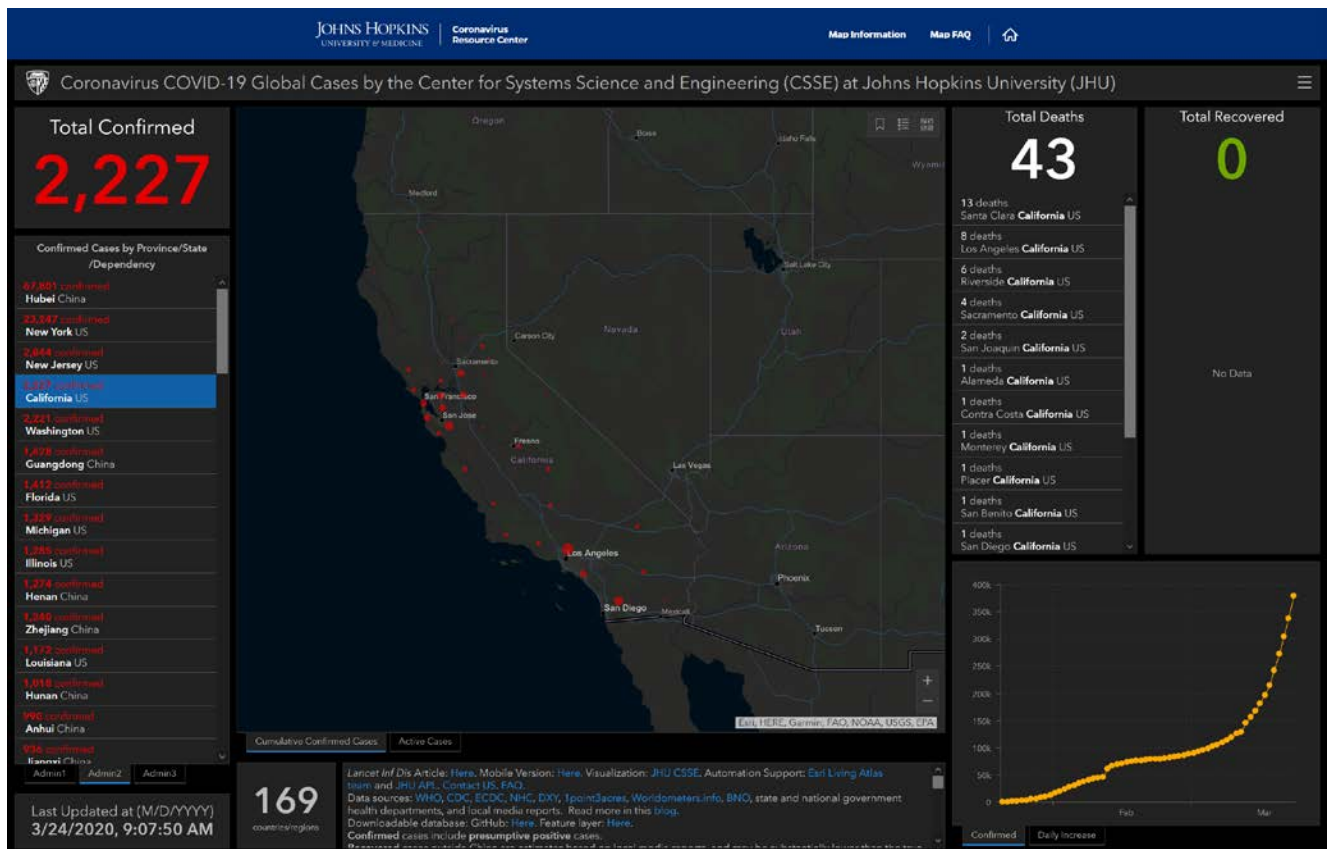 JOHNS HOPKINS
UNIVERSITY & MEDICINE
Coronavirus
Resource Center
Map Information
Map FAQ
Coronavirus COVID-19 Global Cases by the Center for Systems Science and Engineering (CSSE) at Johns Hopkins University (JHU)
Total Confirmed
2,227
Confirmed Cases by Province/State
/Dependency
67,801 confirmed
Hubei China
23,247 confirmed
New York US
2,844 confirmed
New Jersey US
2,227 confirmed
California US
2,221 confirmed
Washington US
1,428 confirmed
Guangdong China
1,412 confirmed
Florida US
1,329 confirmed
Michigan US
1,285 confirmed
Illinois US
1,274 confirmed
Henan China
1,240 confirmed
Zhejiang China
1,172 confirmed
Louisiana US
1,018 confirmed
Hunan China
990 confirmed
Anhui China
936 confirmed
Jiangxi China
Admin1
Admin2
Admin3
Last Updated at (M/D/YYYY)
3/24/2020, 9:07:50 AM
Oregon
Boise
Idaho Falls
Medford
Salt Lake City
Carson City
Nevada
Utah
Sacramento
San Francisco
San Jose
Fresno
California
Las Vegas
Los Angeles
Arizona
Phoenix
San Diego
Mexicali
Tucson
Esri, HERE, Garmin, FAO, NOAA, USGS, EPA
Cumulative Confirmed Cases
Active Cases
169
countries/regions
Lancet Inf Dis Article: Here. Mobile Version: Here. Visualization: JHU CSSE. Automation Support: Esri Living Atlas
team and JHU APL. Contact US. FAQ.
Data sources: WHO, CDC, ECDC, NHC, DXY, 1point3acres, Worldometers.info, BNO, state and national government
health departments, and local media reports. Read more in this blog.
Downloadable database: GitHub: Here. Feature layer: Here.
Confirmed cases include presumptive positive cases.
Total Deaths
43
13 deaths
Santa Clara California US
8 deaths
Los Angeles California US
6 deaths
Riverside California US
4 deaths
Sacramento California US
2 deaths
San Joaquin California US
1 deaths
Alameda California US
1 deaths
Contra Costa California US
1 deaths
Monterey California US
1 deaths
Placer California US
1 deaths
San Benito California US
1 deaths
San Diego California US
Total Recovered
0
No Data
400k
350k
300k
250k
200k
150k
100k
50k
0
Feb
Mar
Confirmed
Daily Increase